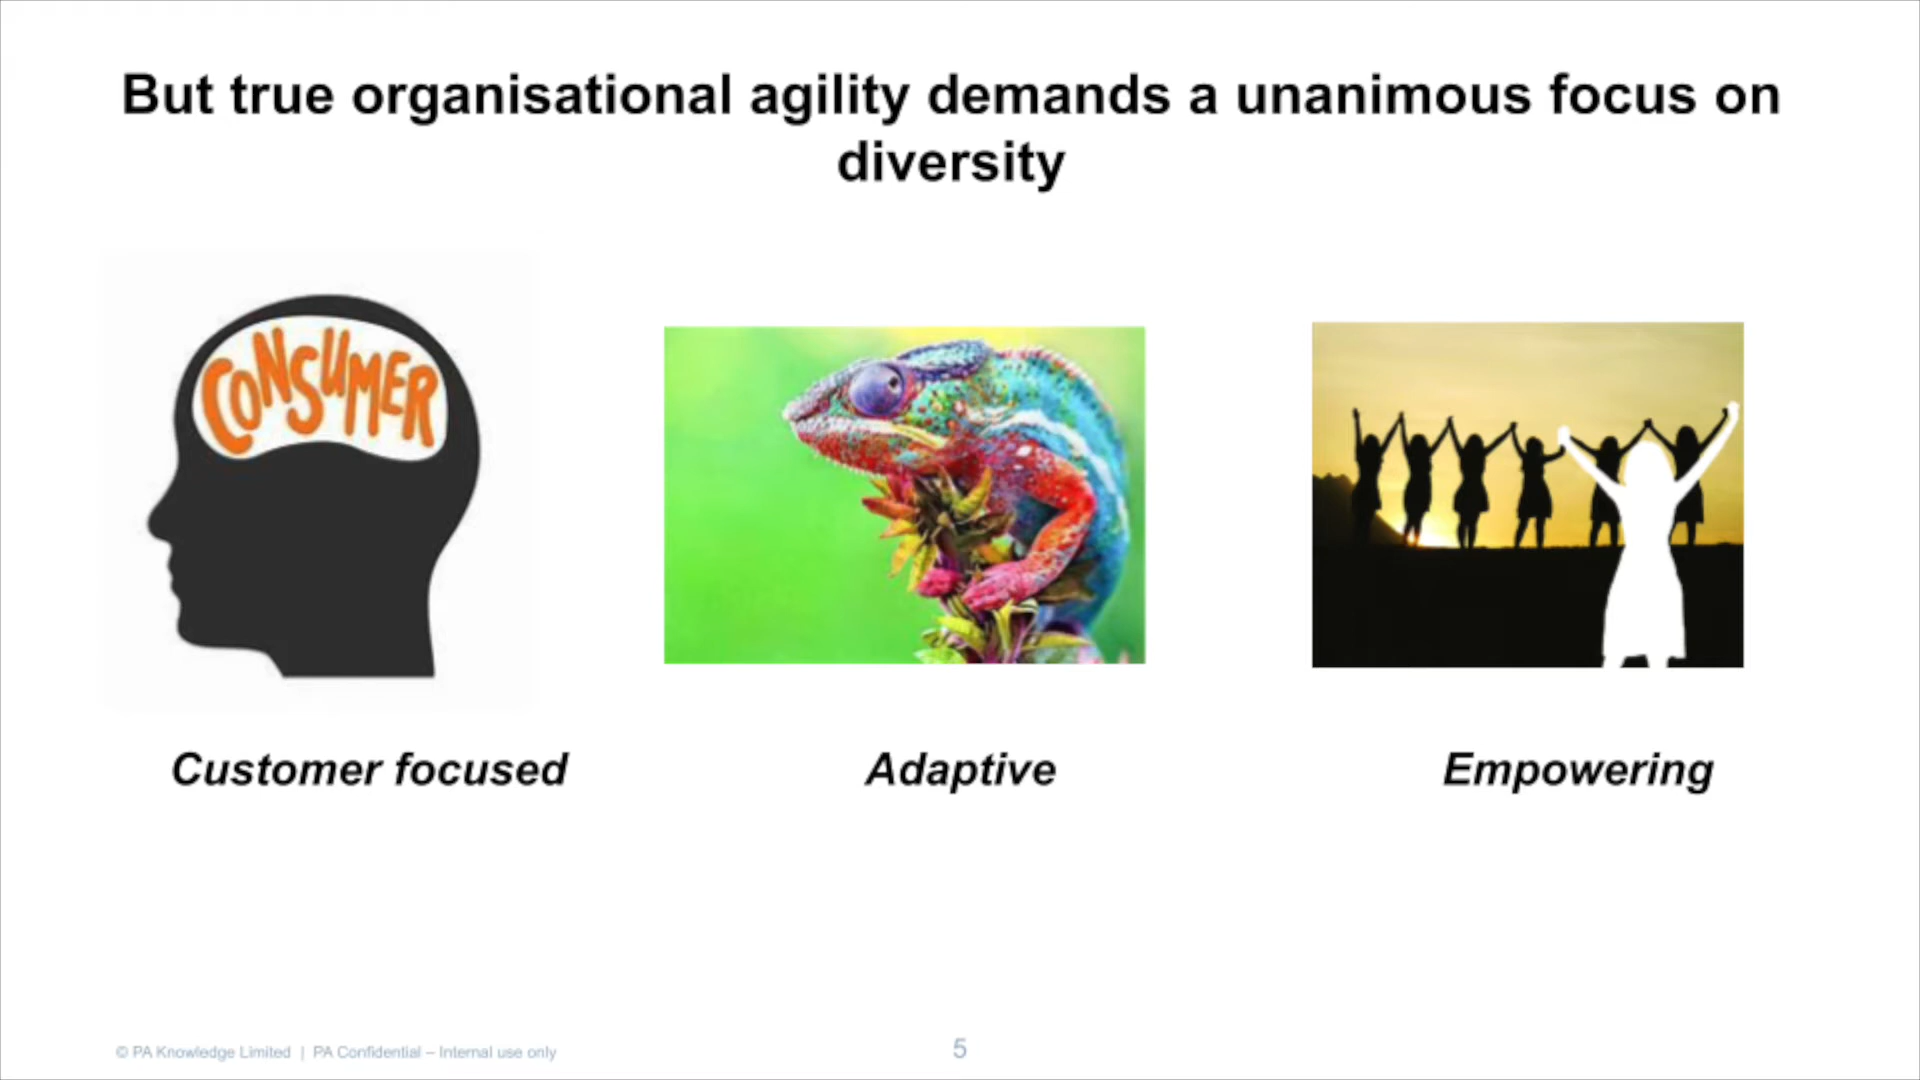 But true organisational agility demands a unanimous focus on
diversity
CONSUMER
Customer focused
Adaptive
Empowering
© PA Knowledge Limited | PA Confidential – Internal use only
5